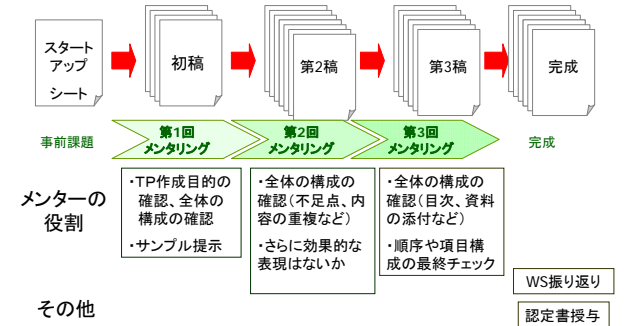 スタート
アップ
シート
初稿
第2稿
第3稿
完成
事前課題
第1回
メンタリング
第2回
メンタリング
第3回
メンタリング
完成
メンターの
役割
・TP作成目的の
確認、全体の
構成の確認
・サンプル提示
・全体の構成の
確認(不足点、内
容の重複など)
・さらに効果的な
表現はないか
・全体の構成の
確認(目次、資料
の添付など)
・順序や項目構
成の最終チェック
WS振り返り
その他
認定書授与